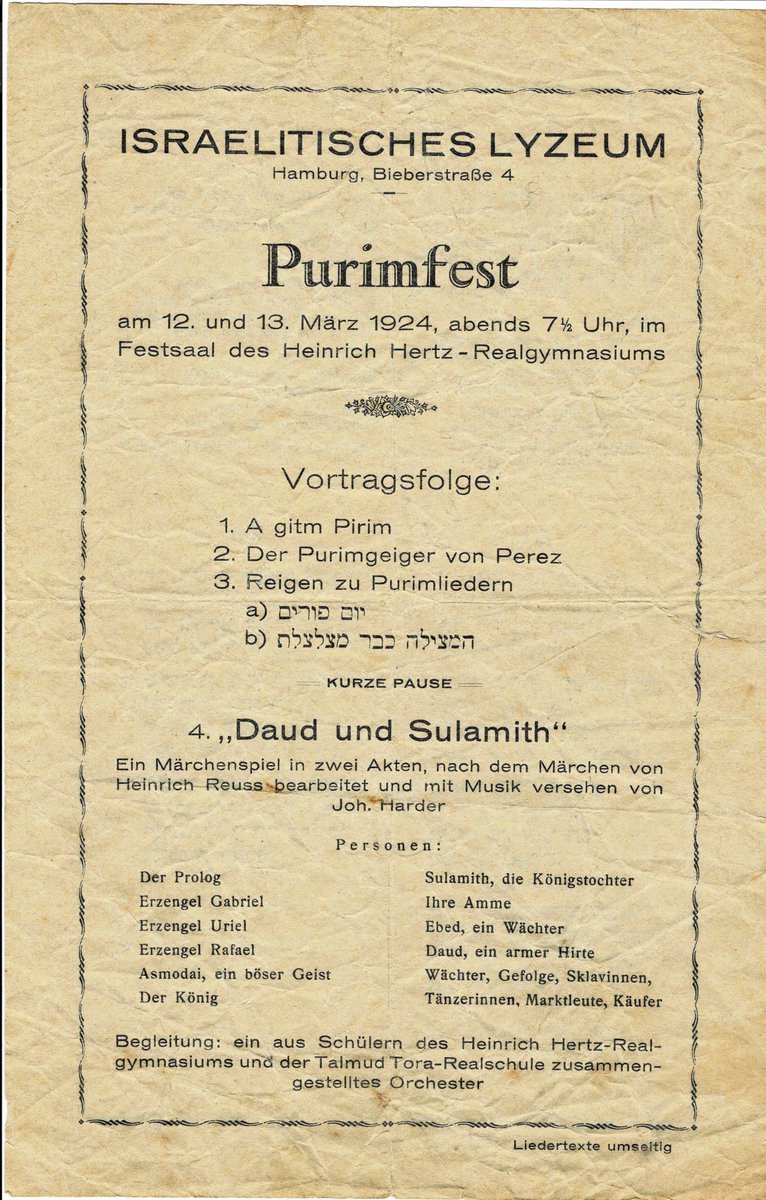 ISRAELITISCHES LYZEUM
Hamburg, Bieberstraße 4
Purimfest
am 12. und 13. März 1924, abends 7½ Uhr, im
Festsaal des Heinrich Hertz-Realgymnasiums
Vortragsfolge:
1. A gitm Pirim
2. Der Purimgeiger von Perez
3. Reigen zu Purimliedern
a) יום פורים
b) המצילה כבר מצלצלת
KURZE PAUSE
4. „Daud und Sulamith“
Ein Märchenspiel in zwei Akten, nach dem Märchen von
Heinrich Reuss bearbeitet und mit Musik versehen von
Joh. Harder
Personen:
Der Prolog
Erzengel Gabriel
Erzengel Uriel
Erzengel Rafael
Asmodai, ein böser Geist
Der König
Sulamith, die Königstochter
Ihre Amme
Ebed, ein Wächter
Daud, ein armer Hirte
Wächter, Gefolge, Sklavinnen,
Tänzerinnen, Marktleute, Käufer
Begleitung: ein aus Schülern des Heinrich Hertz-Real-
gymnasiums und der Talmud Tora-Realschule zusammen-
gestelltes Orchester
Liedertexte umseitig